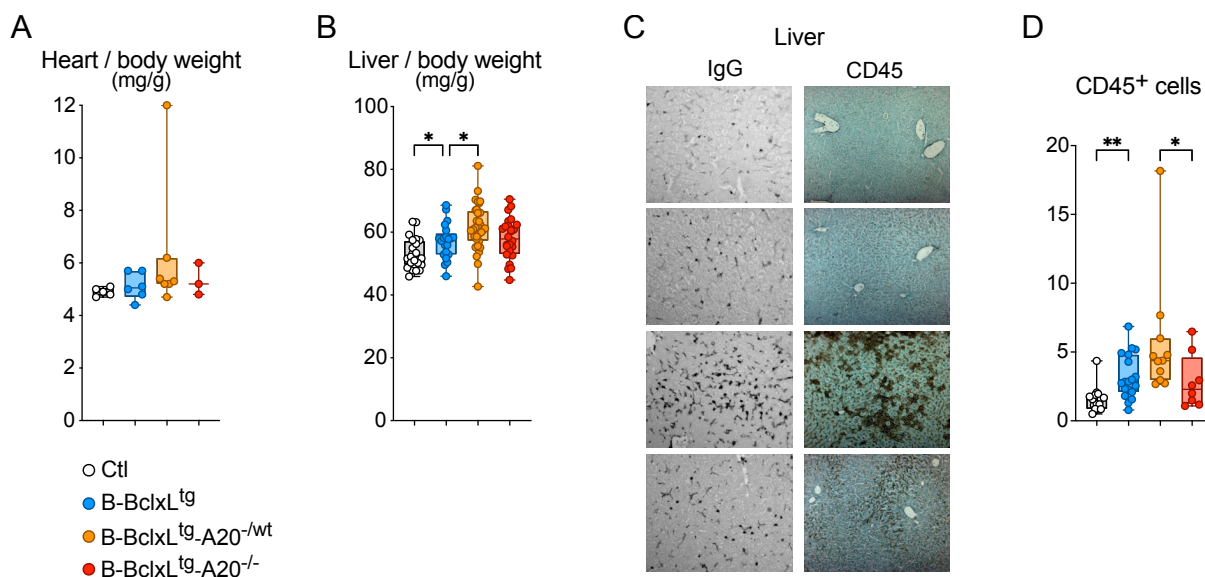 A
Heart / body weight
(mg/g)
12
10
8
6
4
2
0
B
Liver / body weight
(mg/g)
100
80
60
40
20
0
* *
C
Liver
IgG CD45
D
CD45+ cells
20
15
10
5
0
** *
Ctl
B-BclxLtg
B-BclxLtg-A20-/wt
B-BclxLtg-A20-/-